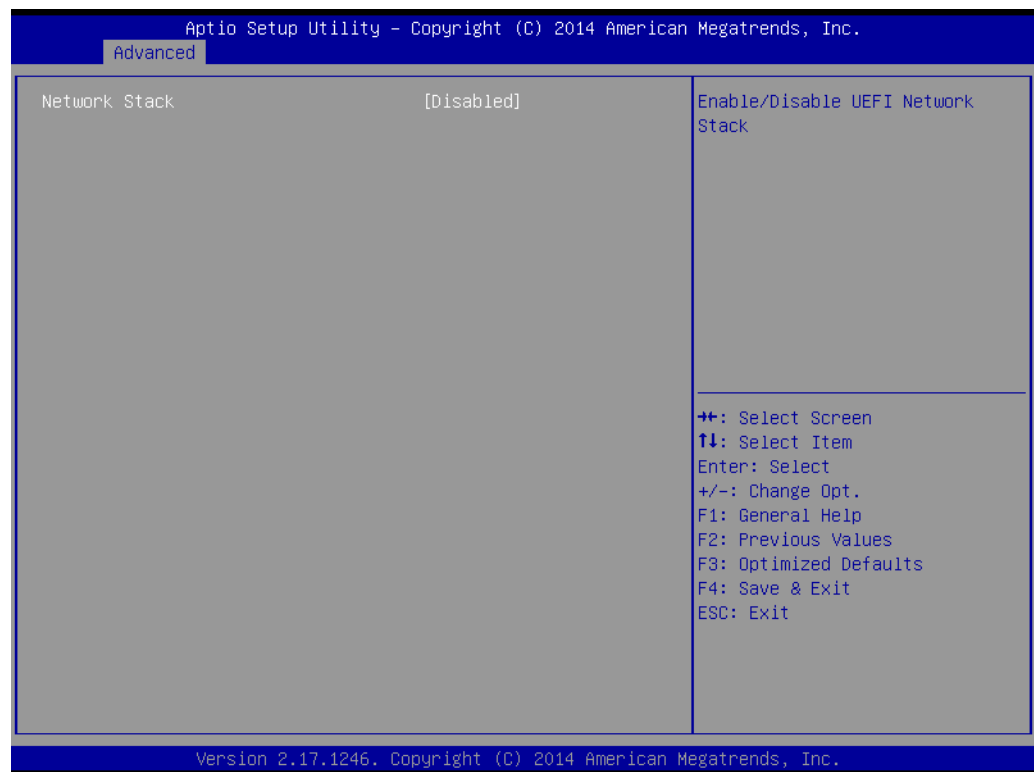 Aptio Setup Utility – Copyright (C) 2014 American Megatrends, Inc.
Advanced
Network Stack [Disabled]
Enable/Disable UEFI Network
Stack
→←: Select Screen
↑↓: Select Item
Enter: Select
+/-: Change Opt.
F1: General Help
F2: Previous Values
F3: Optimized Defaults
F4: Save & Exit
ESC: Exit
Version 2.17.1246. Copyright (C) 2014 American Megatrends, Inc.